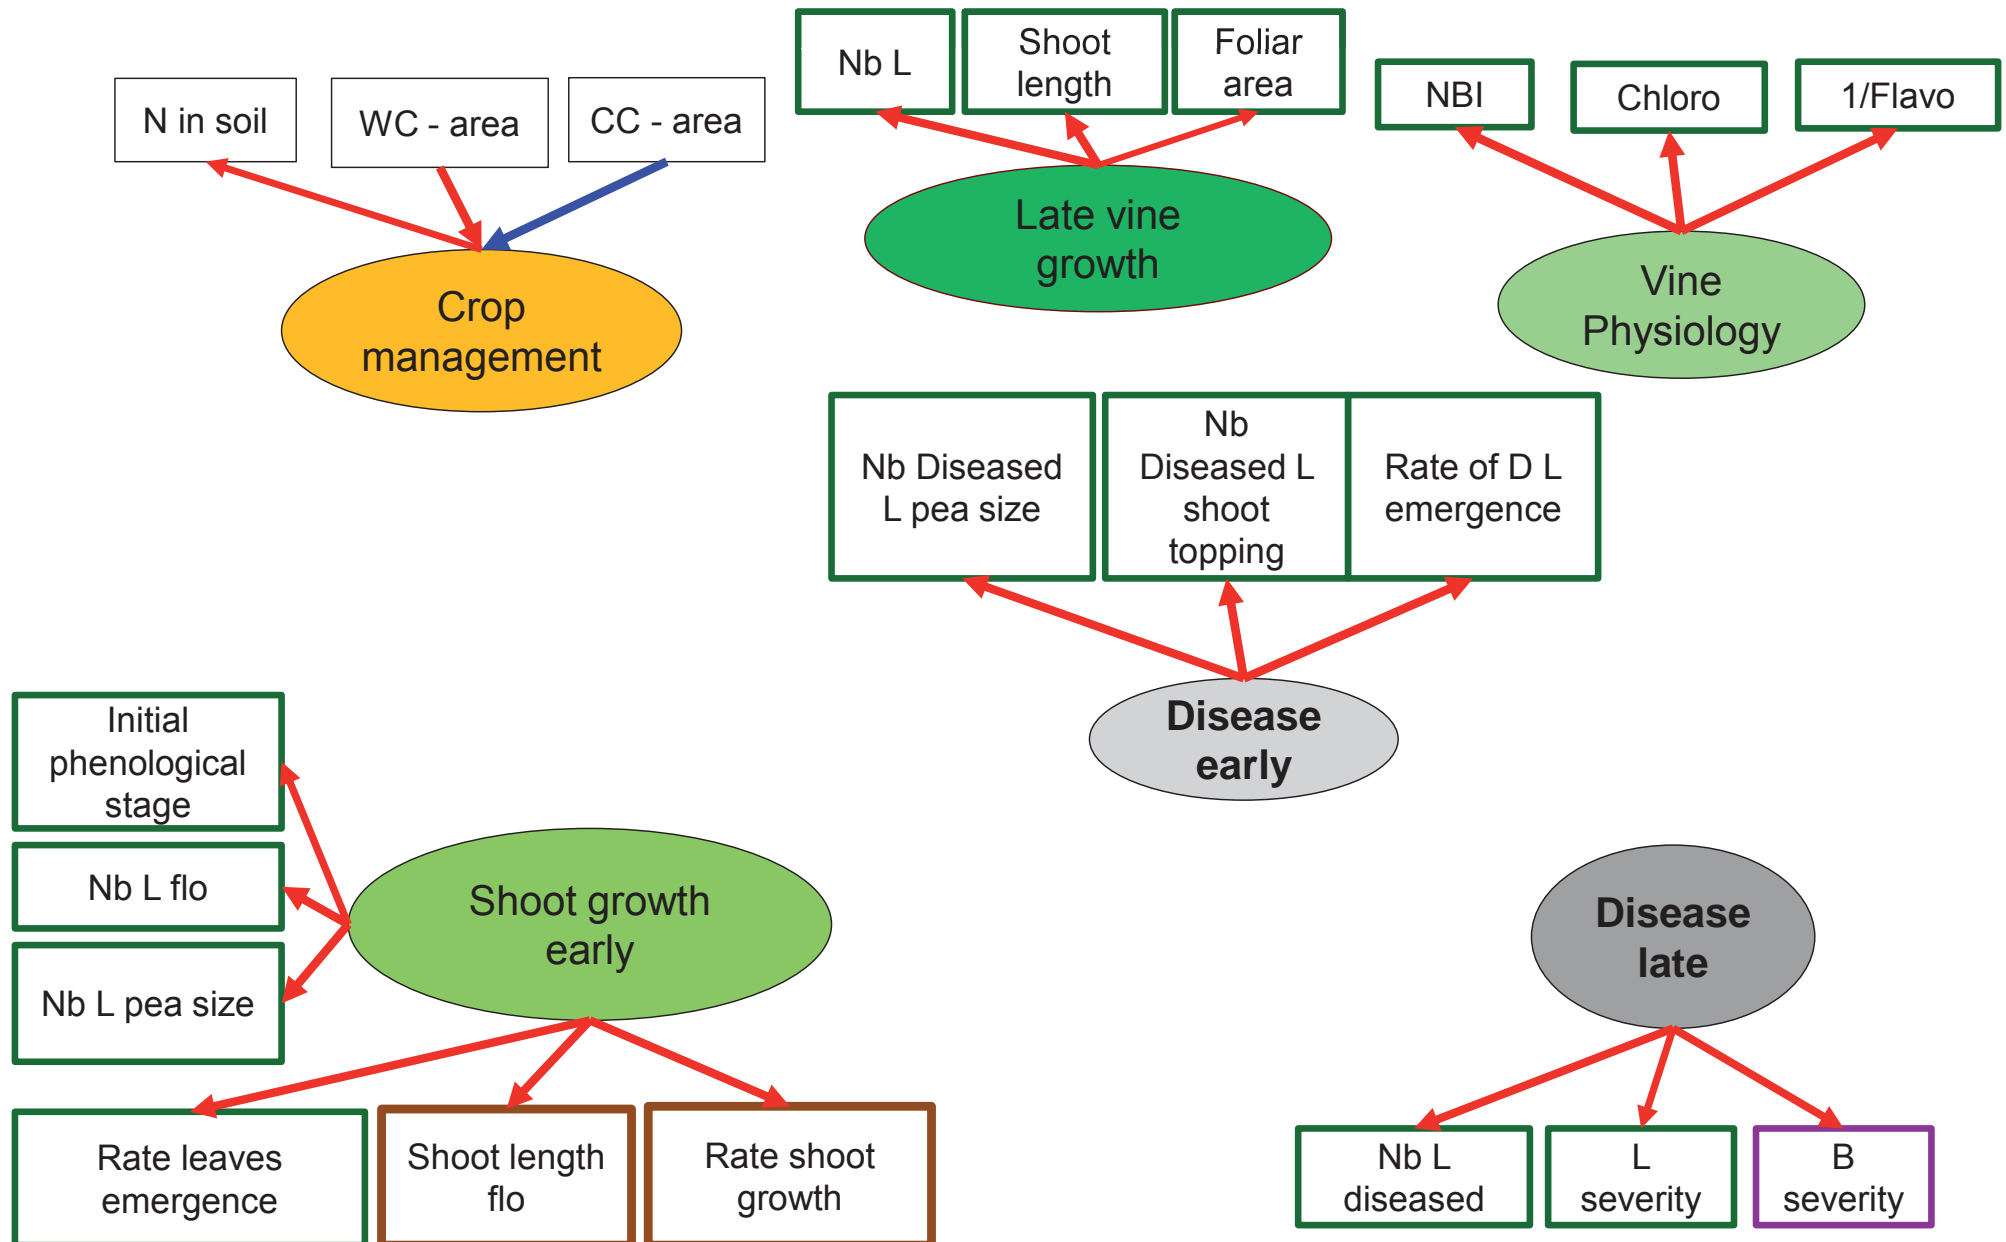 N in soil
WC - area
CC - area
Nb L
Shoot
length
Foliar
area
NBI
Chloro
1/Flavo
Crop
management
Late vine
growth
Vine
Physiology
Nb Diseased
L pea size
Nb
Diseased L
shoot
topping
Rate of D L
emergence
Disease
early
Initial
phenological
stage
Nb L flo
Nb L pea size
Shoot growth
early
Disease
late
Rate leaves
emergence
Shoot length
flo
Rate shoot
growth
Nb L
diseased
L
severity
B
severity